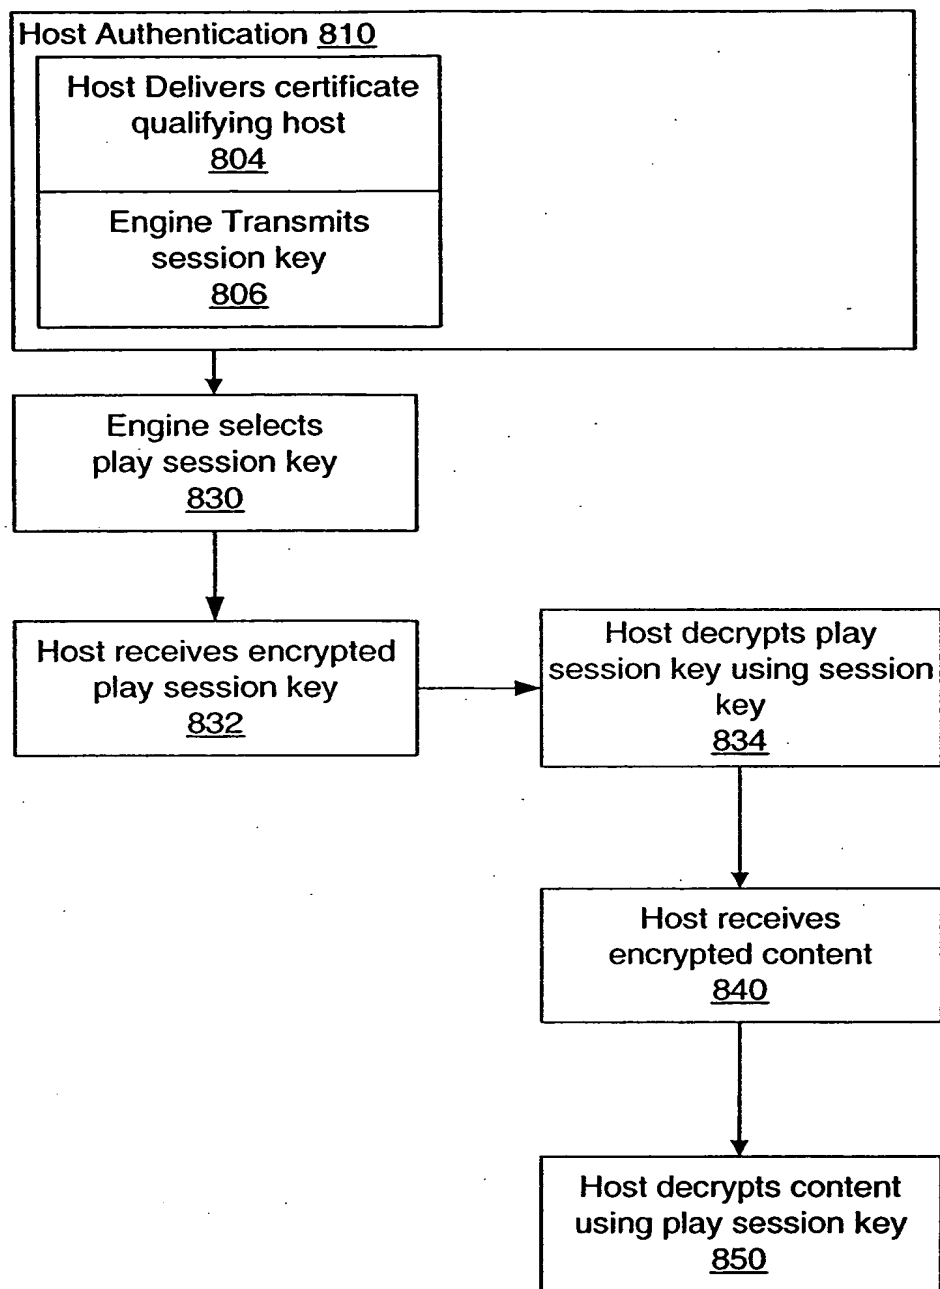 Host Authentication 810
Host Delivers certificate
qualifying host
804
Engine Transmits
session key
806
Engine selects
play session key
830
Host receives encrypted
play session key
832
Host decrypts play
session key using session
key
834
Host receives
encrypted content
840
Host decrypts content
using play session key
850